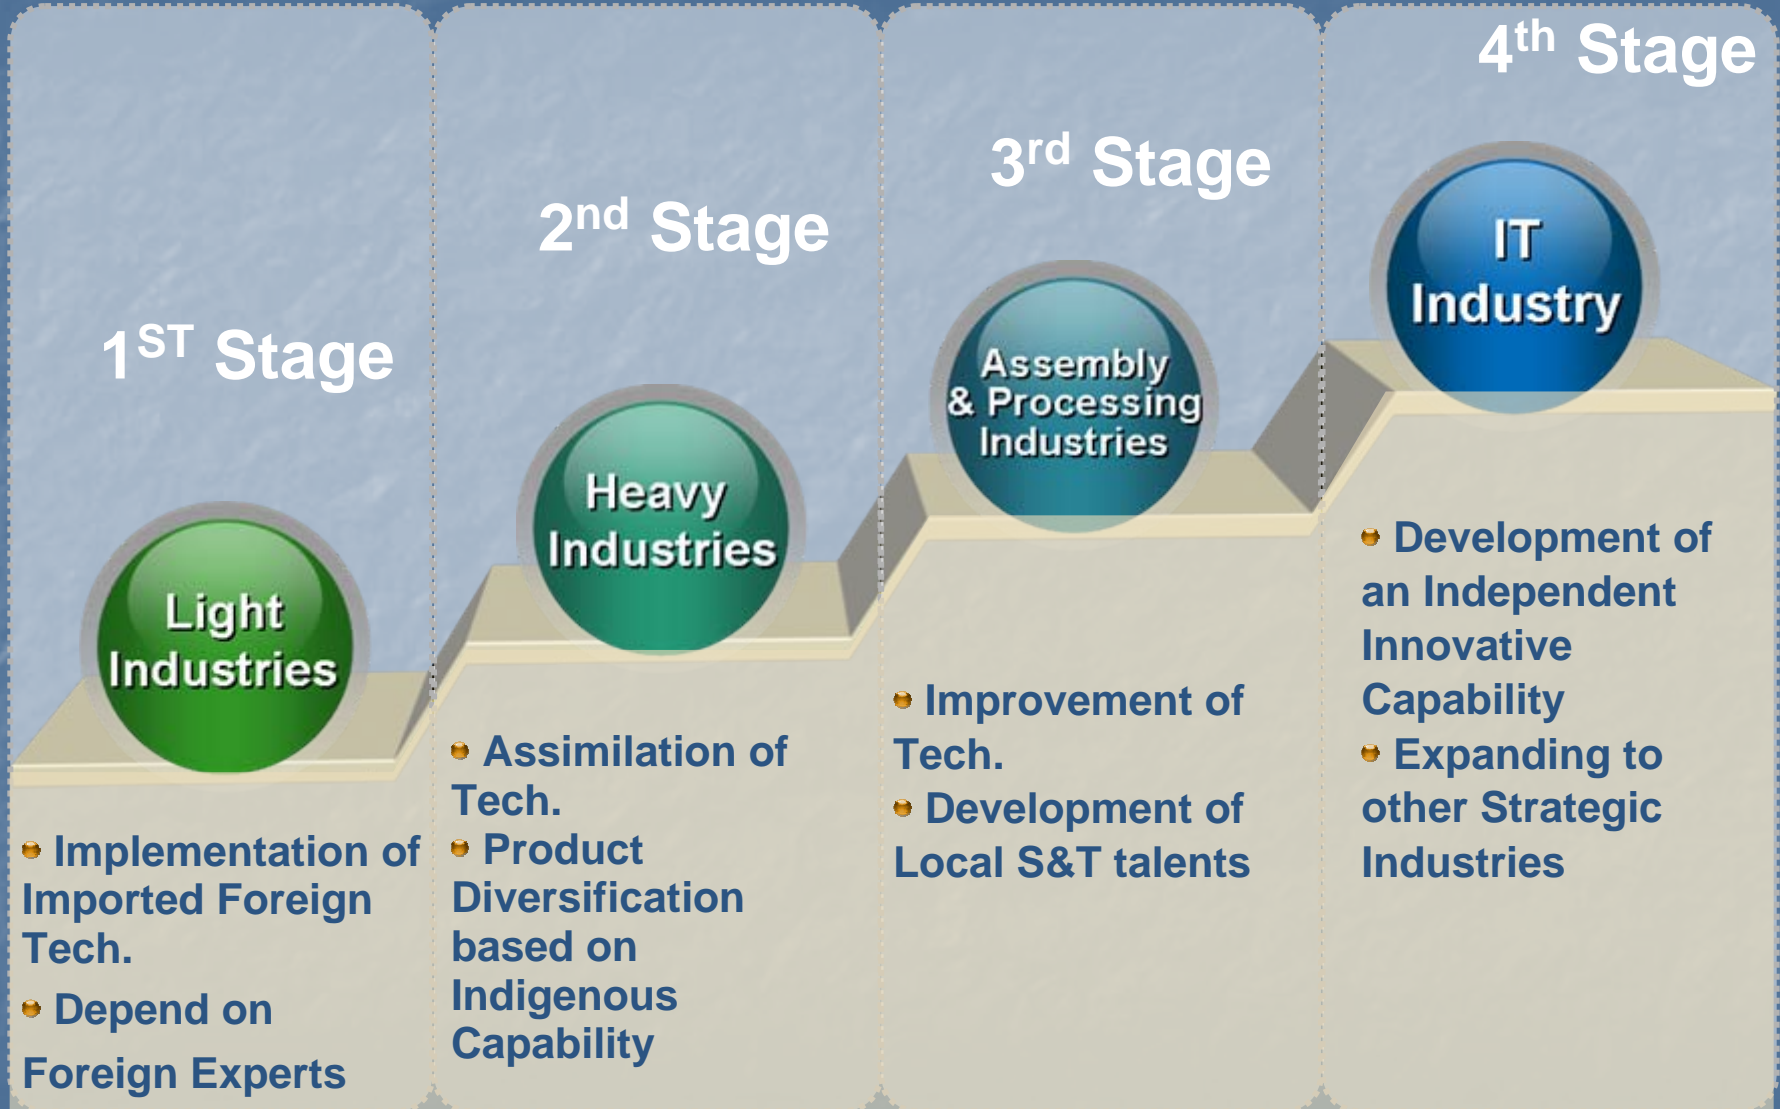 1ST Stage
Light
Industries
• Implementation of
Imported Foreign
Tech.
• Depend on
Foreign Experts
2nd Stage
Heavy
Industries
• Assimilation of
Tech.
• Product
Diversification
based on
Indigenous
Capability
3rd Stage
Assembly
& Processing
Industries
• Improvement of
Tech.
• Development of
Local S&T talents
4th Stage
IT
Industry
• Development of
an Independent
Innovative
Capability
• Expanding to
other Strategic
Industries